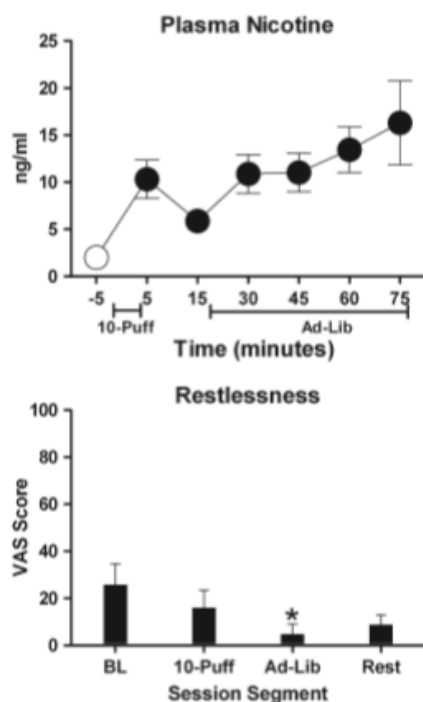 Plasma Nicotine
25
20
15
10
5
0
ng/ml
-5 5 15 30 45 60 75
10-Puff Ad-Lib
Time (minutes)
Restlessness
100
80
60
40
20
0
VAS Score
*
BL 10-Puff Ad-Lib Rest
Session Segment